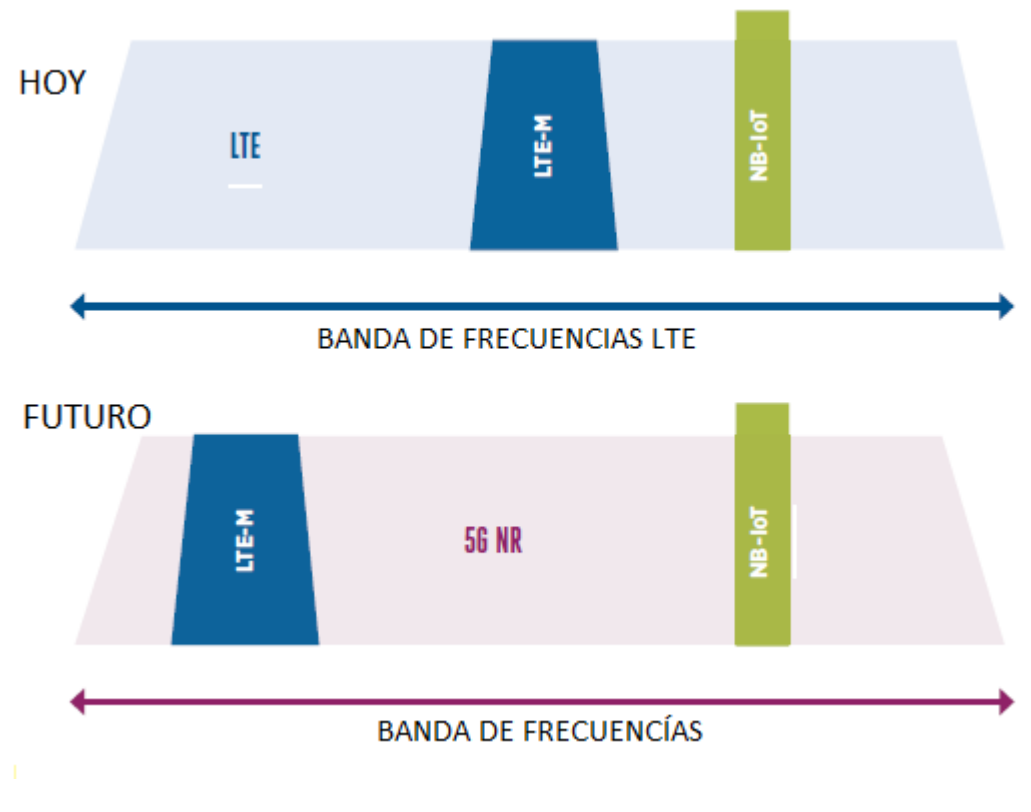 HOY
LTE
LTE-M
NB-IoT
BANDA DE FRECUENCIAS LTE
FUTURO
LTE-M
5G NR
NB-IoT
BANDA DE FRECUENCÍAS